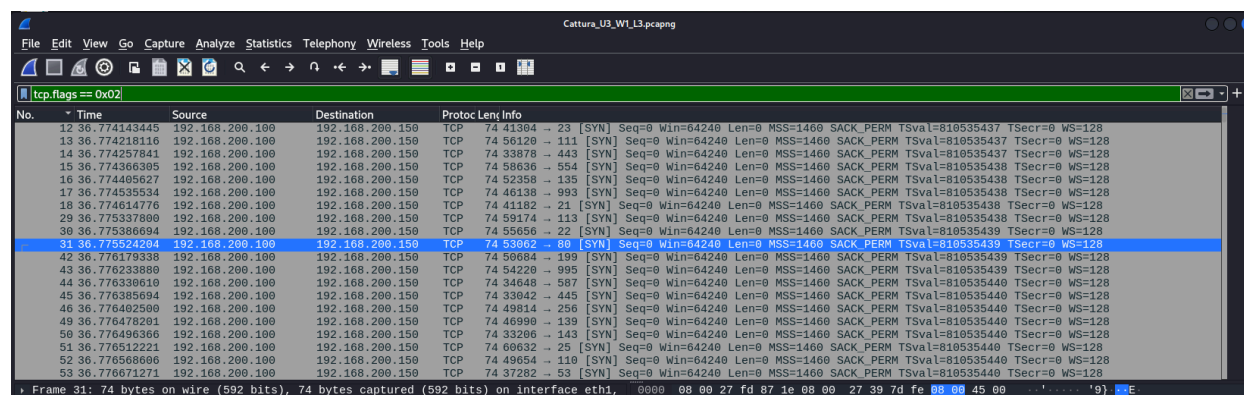 Cattura_U3_W1_L3.pcapng
File Edit View Go Capture Analyze Statistics Telephony Wireless Tools Help
tcp.flags == 0x02
No. Time Source Destination Protoc Leng Info
12 36.774143445 192.168.200.100 192.168.200.150 TCP 74 41304 → 23 [SYN] Seq=0 Win=64240 Len=0 MSS=1460 SACK_PERM TSval=810535437 TSecr=0 WS=128
13 36.774218116 192.168.200.100 192.168.200.150 TCP 74 56120 → 111 [SYN] Seq=0 Win=64240 Len=0 MSS=1460 SACK_PERM TSval=810535437 TSecr=0 WS=128
14 36.774257841 192.168.200.100 192.168.200.150 TCP 74 33878 → 443 [SYN] Seq=0 Win=64240 Len=0 MSS=1460 SACK_PERM TSval=810535437 TSecr=0 WS=128
15 36.774366305 192.168.200.100 192.168.200.150 TCP 74 58636 → 554 [SYN] Seq=0 Win=64240 Len=0 MSS=1460 SACK_PERM TSval=810535438 TSecr=0 WS=128
16 36.774405627 192.168.200.100 192.168.200.150 TCP 74 52358 → 135 [SYN] Seq=0 Win=64240 Len=0 MSS=1460 SACK_PERM TSval=810535438 TSecr=0 WS=128
17 36.774535534 192.168.200.100 192.168.200.150 TCP 74 46138 → 993 [SYN] Seq=0 Win=64240 Len=0 MSS=1460 SACK_PERM TSval=810535438 TSecr=0 WS=128
18 36.774614776 192.168.200.100 192.168.200.150 TCP 74 41182 → 21 [SYN] Seq=0 Win=64240 Len=0 MSS=1460 SACK_PERM TSval=810535438 TSecr=0 WS=128
29 36.775337800 192.168.200.100 192.168.200.150 TCP 74 59174 → 113 [SYN] Seq=0 Win=64240 Len=0 MSS=1460 SACK_PERM TSval=810535438 TSecr=0 WS=128
30 36.775386694 192.168.200.100 192.168.200.150 TCP 74 55656 → 22 [SYN] Seq=0 Win=64240 Len=0 MSS=1460 SACK_PERM TSval=810535439 TSecr=0 WS=128
31 36.775524204 192.168.200.100 192.168.200.150 TCP 74 53062 → 80 [SYN] Seq=0 Win=64240 Len=0 MSS=1460 SACK_PERM TSval=810535439 TSecr=0 WS=128
42 36.776179338 192.168.200.100 192.168.200.150 TCP 74 50684 → 199 [SYN] Seq=0 Win=64240 Len=0 MSS=1460 SACK_PERM TSval=810535439 TSecr=0 WS=128
43 36.776233880 192.168.200.100 192.168.200.150 TCP 74 54220 → 995 [SYN] Seq=0 Win=64240 Len=0 MSS=1460 SACK_PERM TSval=810535439 TSecr=0 WS=128
44 36.776330610 192.168.200.100 192.168.200.150 TCP 74 34648 → 587 [SYN] Seq=0 Win=64240 Len=0 MSS=1460 SACK_PERM TSval=810535440 TSecr=0 WS=128
45 36.776385694 192.168.200.100 192.168.200.150 TCP 74 33042 → 445 [SYN] Seq=0 Win=64240 Len=0 MSS=1460 SACK_PERM TSval=810535440 TSecr=0 WS=128
46 36.776402500 192.168.200.100 192.168.200.150 TCP 74 49814 → 256 [SYN] Seq=0 Win=64240 Len=0 MSS=1460 SACK_PERM TSval=810535440 TSecr=0 WS=128
49 36.776478201 192.168.200.100 192.168.200.150 TCP 74 46990 → 139 [SYN] Seq=0 Win=64240 Len=0 MSS=1460 SACK_PERM TSval=810535440 TSecr=0 WS=128
50 36.776496366 192.168.200.100 192.168.200.150 TCP 74 33206 → 143 [SYN] Seq=0 Win=64240 Len=0 MSS=1460 SACK_PERM TSval=810535440 TSecr=0 WS=128
51 36.776512221 192.168.200.100 192.168.200.150 TCP 74 60632 → 25 [SYN] Seq=0 Win=64240 Len=0 MSS=1460 SACK_PERM TSval=810535440 TSecr=0 WS=128
52 36.776568606 192.168.200.100 192.168.200.150 TCP 74 49654 → 110 [SYN] Seq=0 Win=64240 Len=0 MSS=1460 SACK_PERM TSval=810535440 TSecr=0 WS=128
53 36.776671271 192.168.200.100 192.168.200.150 TCP 74 37282 → 53 [SYN] Seq=0 Win=64240 Len=0 MSS=1460 SACK_PERM TSval=810535440 TSecr=0 WS=128
Frame 31: 74 bytes on wire (592 bits), 74 bytes captured (592 bits) on interface eth1, 0000 08 00 27 fd 87 1e 08 00 27 39 7d fe 08 00 45 00 ··'····· '9}···E·